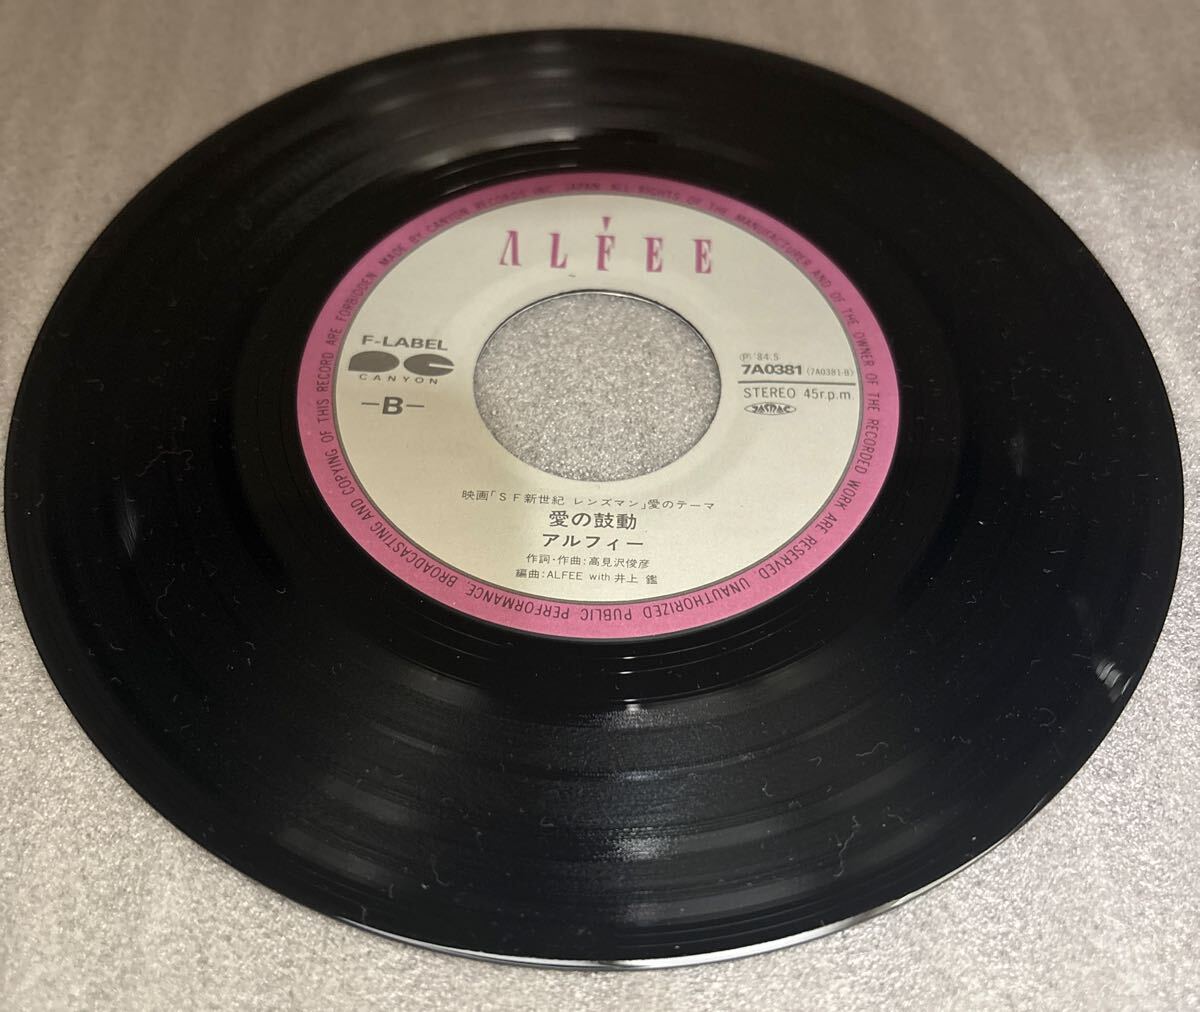 ALFEE
F-LABEL
CANYON
—B—
Ⓟ '84.5
7A0381 (7A0381-B)
STEREO 45r.p.m.
映画「SF新世紀 レンズマン」愛のテーマ
愛の鼓動
アルフィー
作詞・作曲:高見沢俊彦
編曲:ALFEE with 井上 鑑
MADE BY CANYON RECORDS INC. JAPAN ALL RIGHTS OF THE MANUFACTURER AND OF THE OWNER OF THE RECORDED WORK ARE RESERVED. UNAUTHORIZED PUBLIC PERFORMANCE. BROADCASTING AND COPYING OF THIS RECORD ARE FORBIDDEN